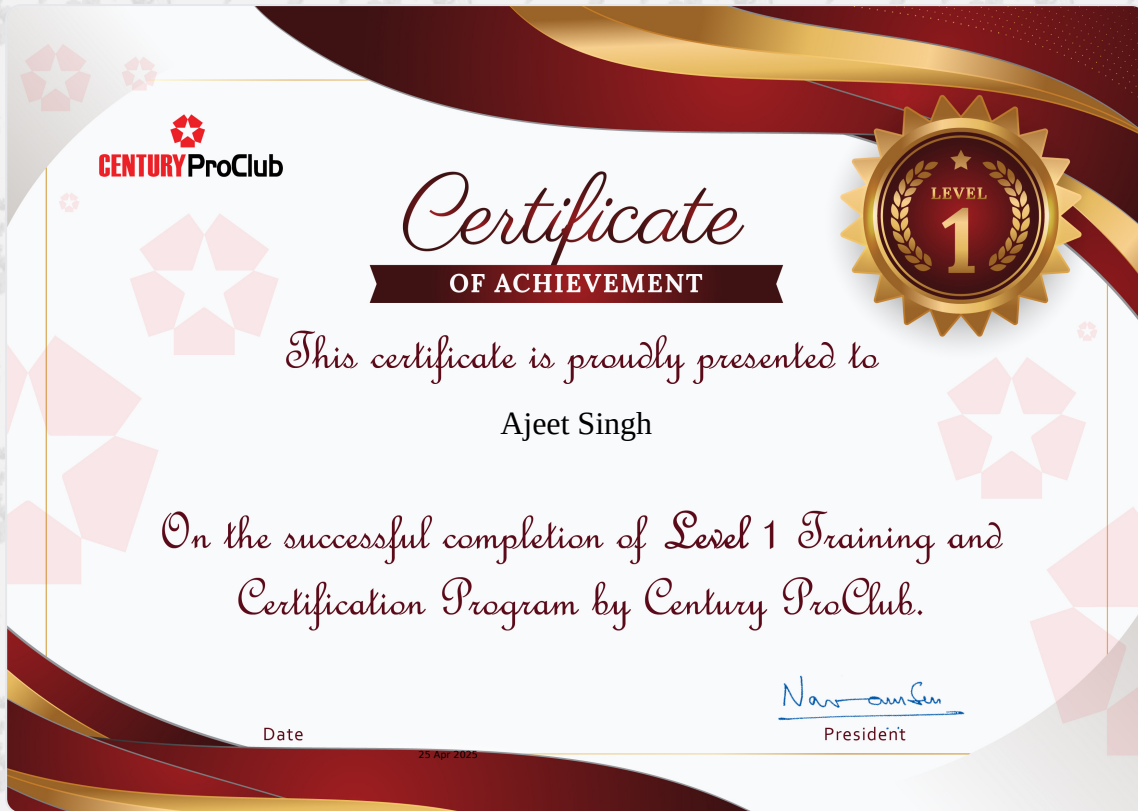 CENTURY ProClub
LEVEL
1
Certificate
OF ACHIEVEMENT
This certificate is proudly presented to
Ajeet Singh
On the successful completion of Level 1 Training and
Certification Program by Century ProClub.
Date
President
25 Apr 2025